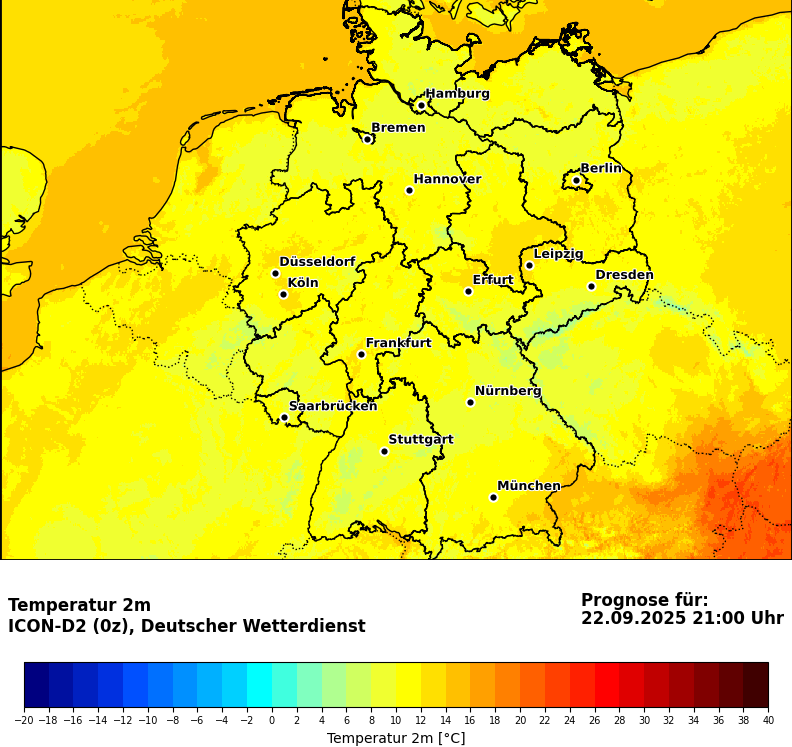 Hamburg
Bremen
Berlin
Hannover
Leipzig
Düsseldorf
Dresden
Köln
Erfurt
Frankfurt
Nürnberg
Saarbrücken
Stuttgart
München
Temperatur 2m
ICON-D2 (0z), Deutscher Wetterdienst
Prognose für:
22.09.2025 21:00 Uhr
−20 −18 −16 −14 −12 −10 −8 −6 −4 −2 0 2 4 6 8 10 12 14 16 18 20 22 24 26 28 30 32 34 36 38 40
Temperatur 2m [°C]